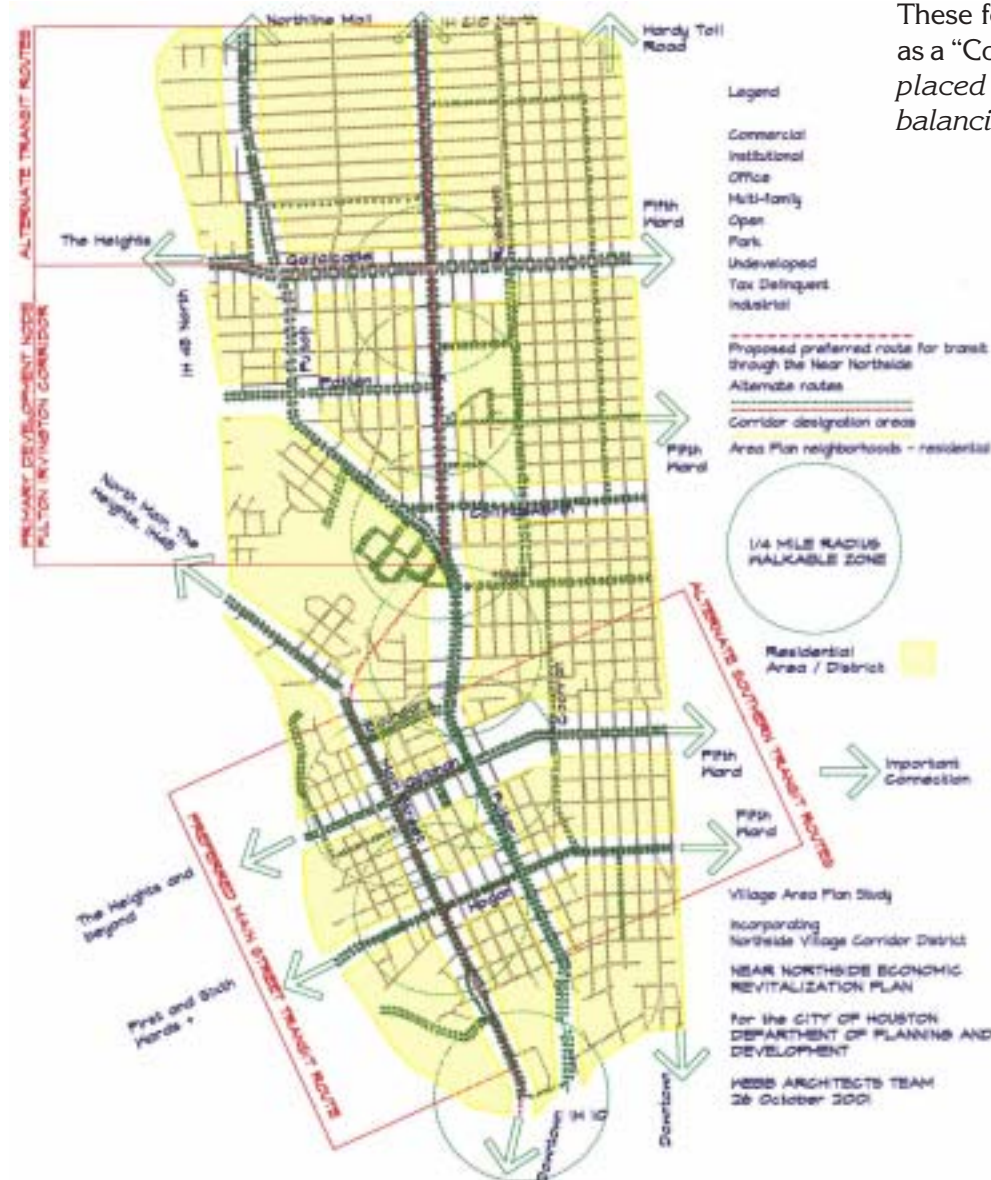 These fo
as a “Co
placed
balanci
Northline Mall
IH 610 North
Hardy Toll
Road
ALTERNATE TRANSIT ROUTES
Legend
Commercial
Institutional
Office
Multi-family
Open
Park
Undeveloped
Tax Delinquent
Industrial
The Heights
Fifth
Ward
IH 45 North
Fulton
PRIMARY DEVELOPMENT NODE
FULTON IRVINGTON CORRIDOR
Proposed preferred route for transit
through the Near Northside
Alternate routes
Corridor designation areas
Area Plan neighborhoods - residential
Fifth
Ward
1/4 MILE RADIUS
WALKABLE ZONE
North Main, The
Heights, IH45
Residential
Area / District
ALTERNATE SOUTHERN TRANSIT ROUTES
Fifth
Ward
Important
Connection
Fulton
Hogan
Fifth
Ward
PREFERRED MAIN STREET TRANSIT ROUTE
The Heights and
beyond
First and Sixth
Wards +
Village Area Plan Study
Incorporating
Northside Village Corridor District
NEAR NORTHSIDE ECONOMIC
REVITALIZATION PLAN
For the CITY OF HOUSTON
DEPARTMENT OF PLANNING AND
DEVELOPMENT
WEBB ARCHITECTS TEAM
26 October 2001
Downtown IH 10
Downtown